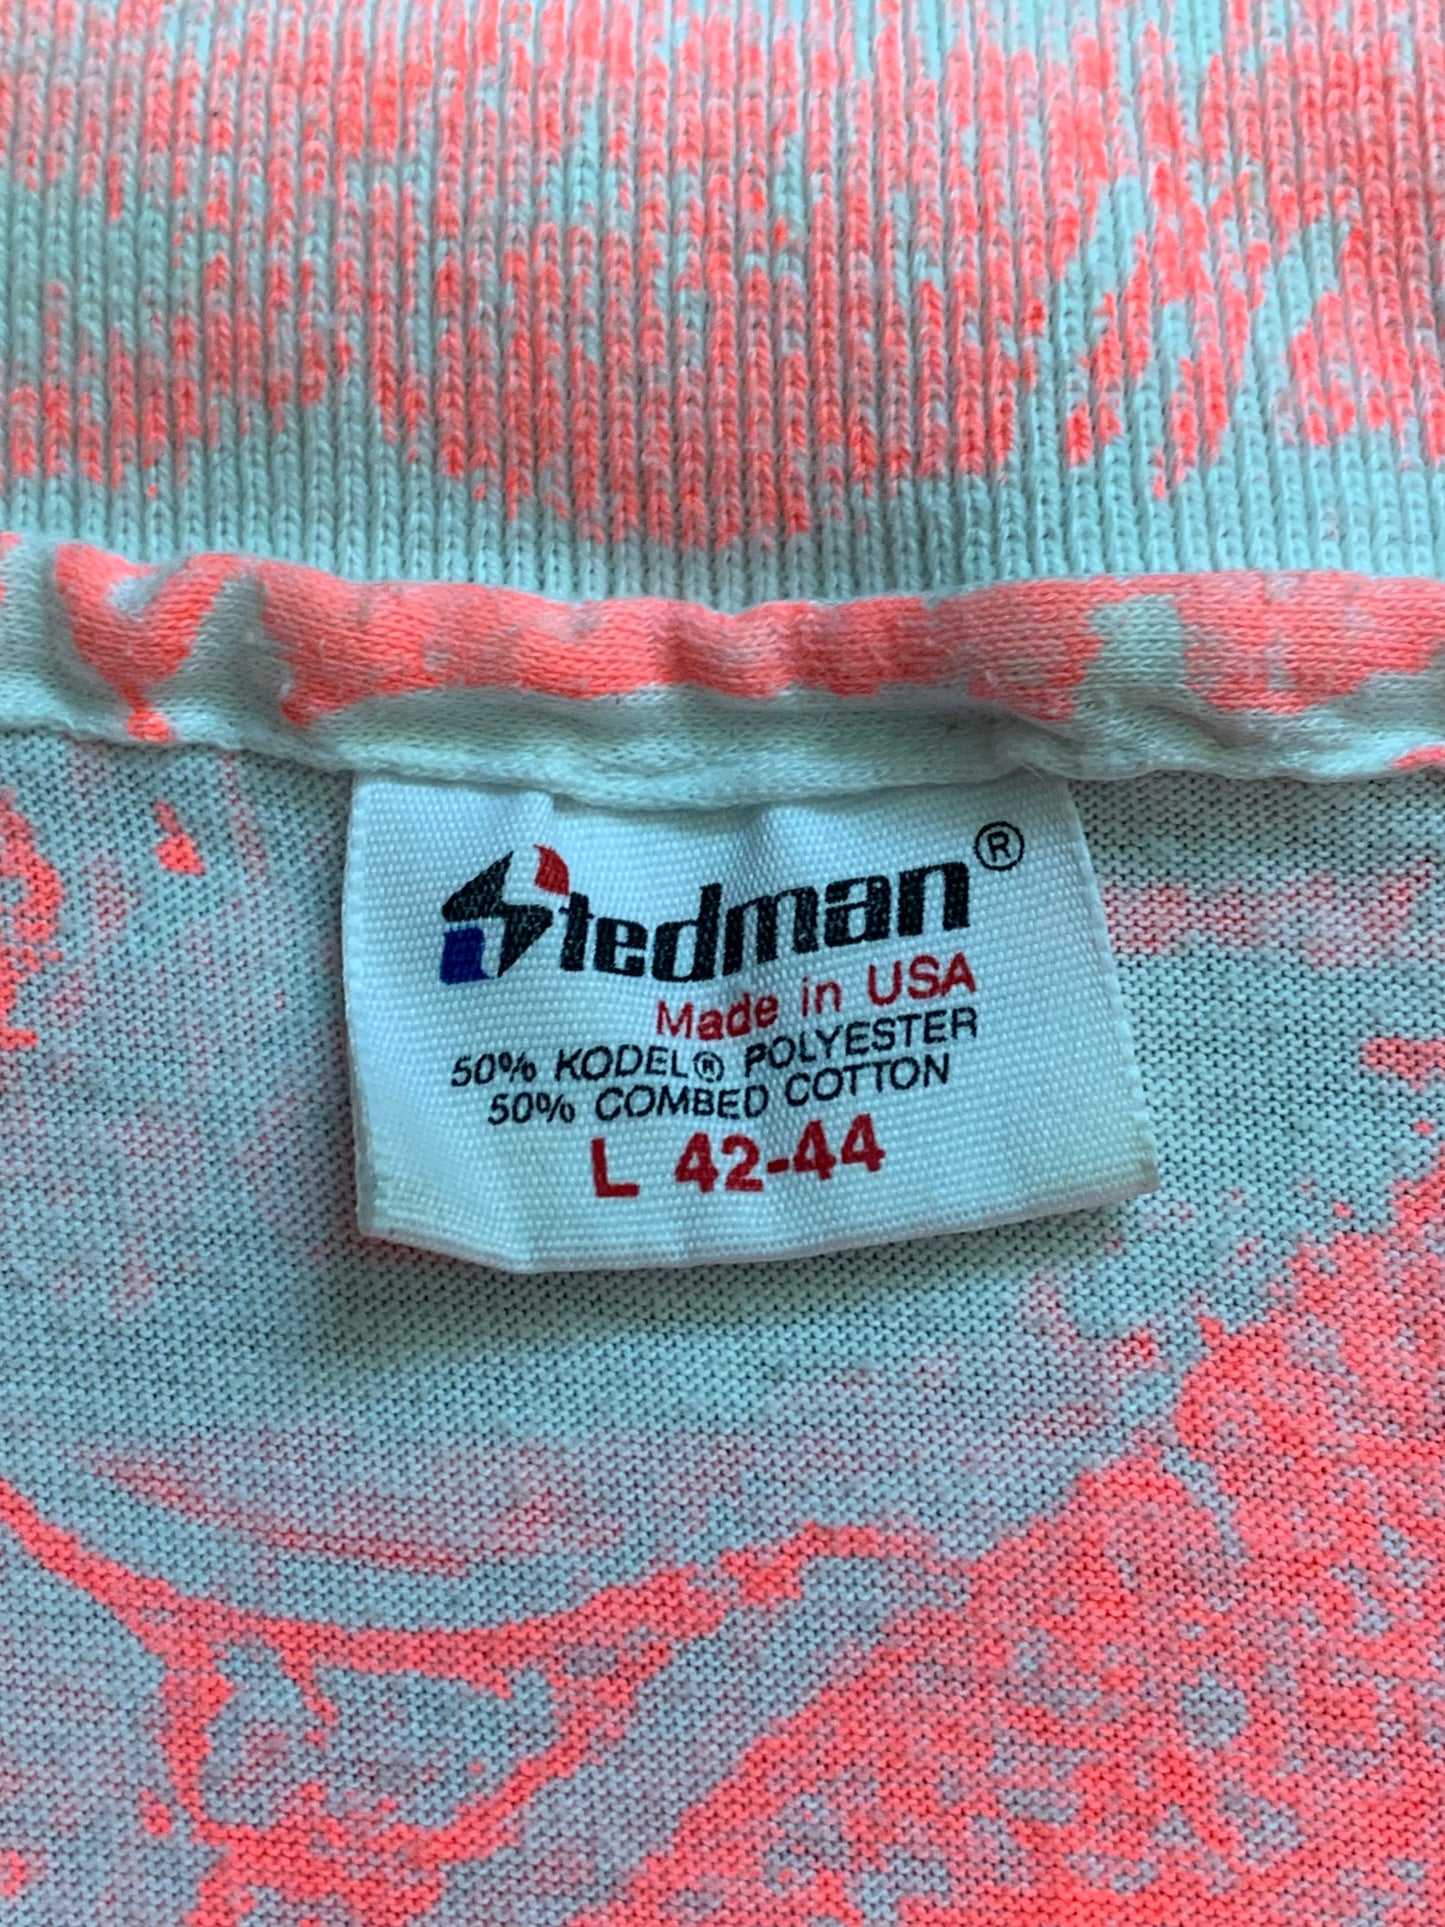 Stedman®
Made in USA
50% KODEL® POLYESTER
50% COMBED COTTON
L 42-44